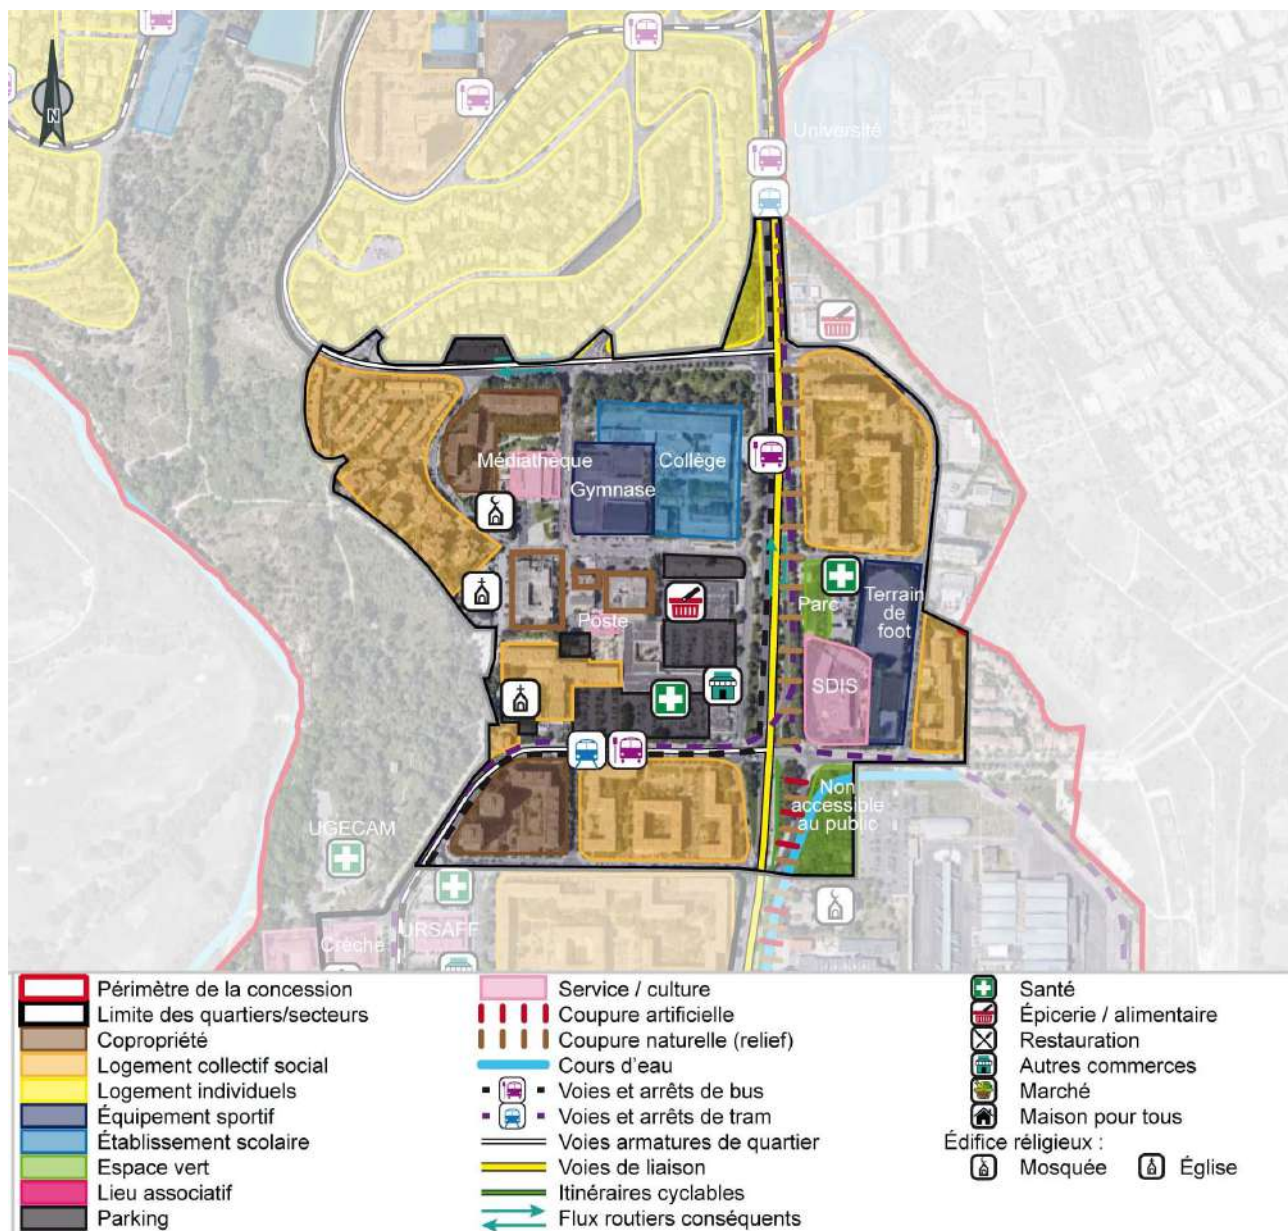 N
Université
Médiathèque
Collège
Gymnase
Terrain
de
foot
Parc
Poste
SDIS
Non
accessible
au public
UGECAM
URSAFF
Crèche
Périmètre de la concession
Limite des quartiers/secteurs
Copropriété
Logement collectif social
Logement individuels
Équipement sportif
Établissement scolaire
Espace vert
Lieu associatif
Parking
Service / culture
Coupure artificielle
Coupure naturelle (relief)
Cours d'eau
Voies et arrêts de bus
Voies et arrêts de tram
Voies armatures de quartier
Voies de liaison
Itinéraires cyclables
Flux routiers conséquents
Santé
Épicerie / alimentaire
Restauration
Autres commerces
Marché
Maison pour tous
Édifice réligieux :
Mosquée
Église